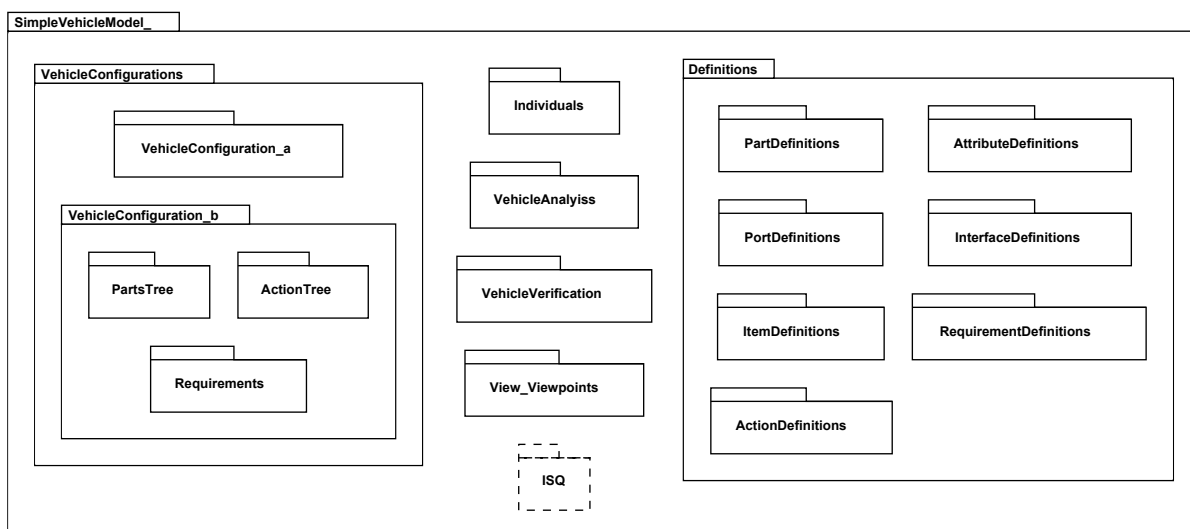 SimpleVehicleModel_
VehicleConfigurations
VehicleConfiguration_a
VehicleConfiguration_b
PartsTree
ActionTree
Requirements
Individuals
VehicleAnalyiss
VehicleVerification
View_Viewpoints
ISQ
Definitions
PartDefinitions
AttributeDefinitions
PortDefinitions
InterfaceDefinitions
ItemDefinitions
RequirementDefinitions
ActionDefinitions